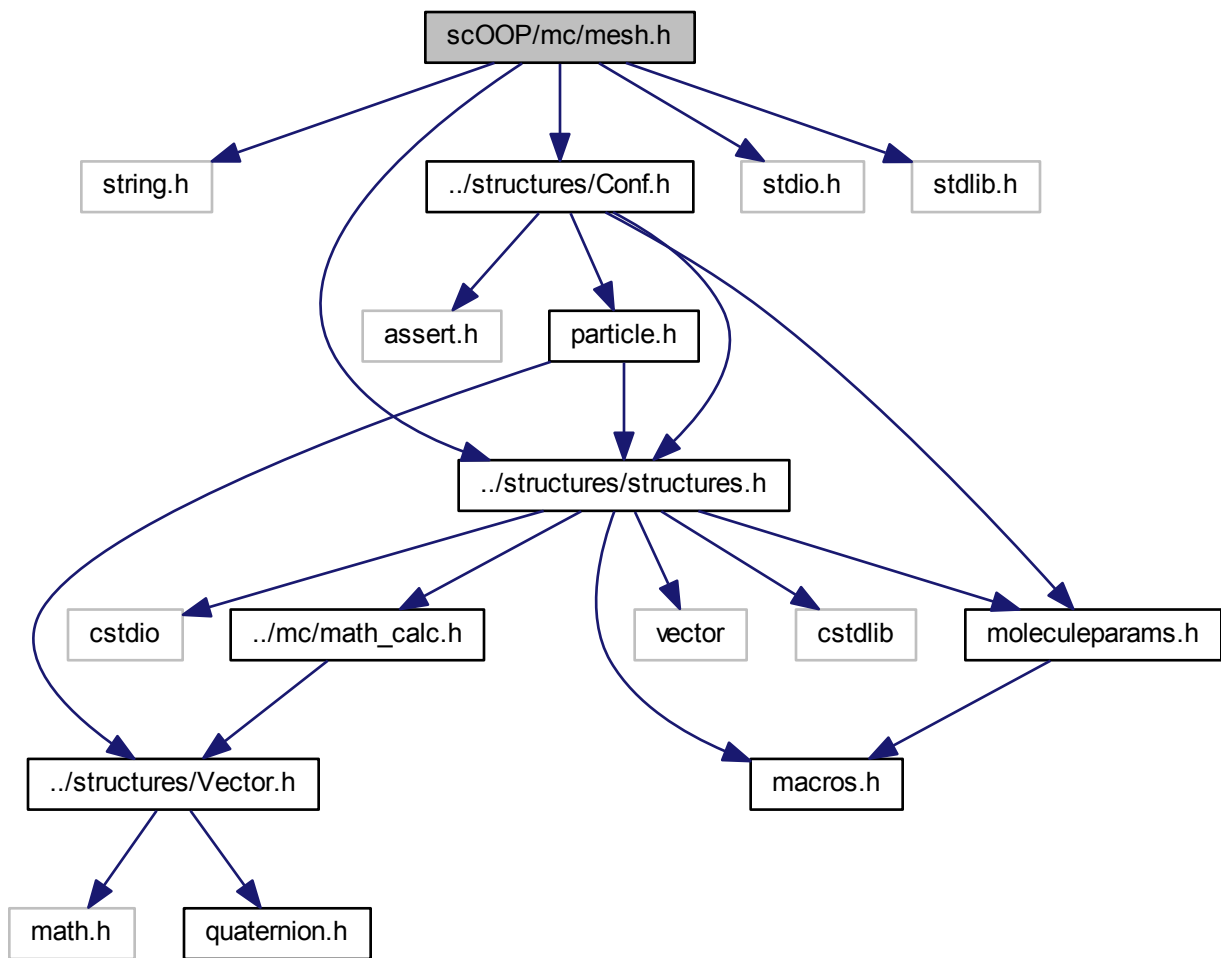 scOOP/mc/mesh.h
string.h
../structures/Conf.h
stdio.h
stdlib.h
assert.h
particle.h
../structures/structures.h
cstdio
../mc/math_calc.h
vector
cstdlib
moleculeparams.h
../structures/Vector.h
macros.h
math.h
quaternion.h